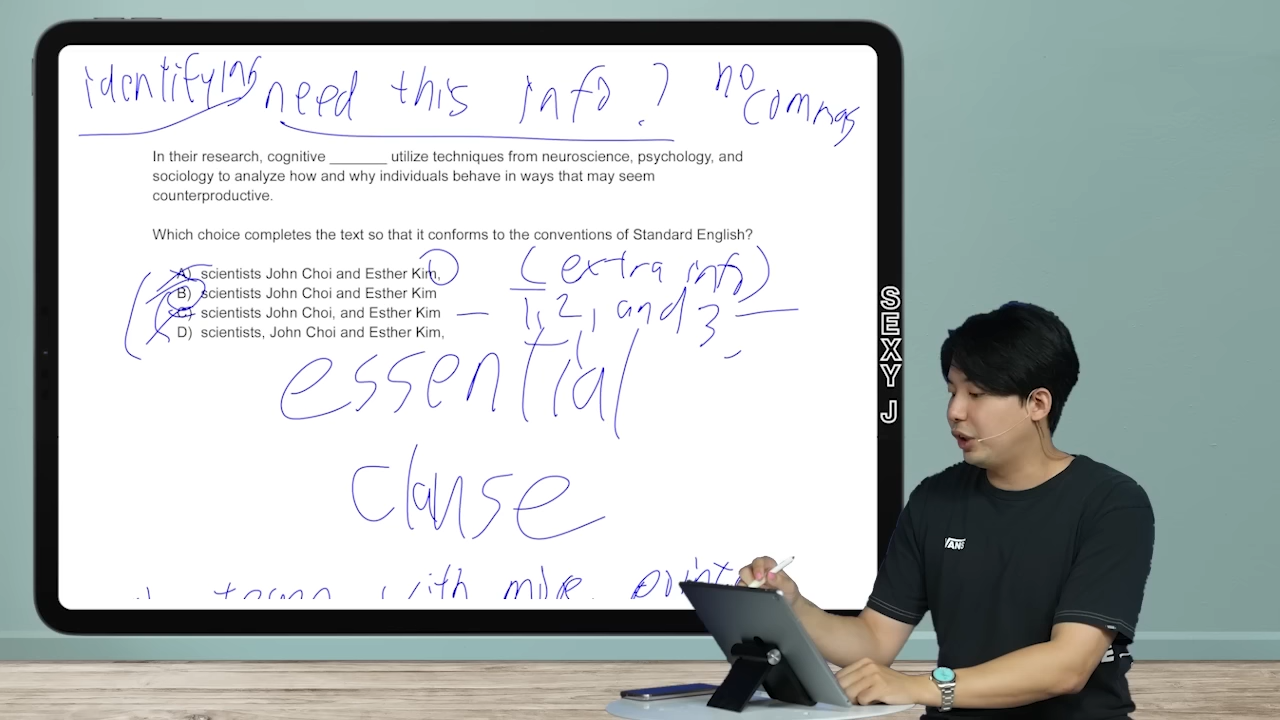 identifying need this info? no commas
In their research, cognitive _______ utilize techniques from neuroscience, psychology, and
sociology to analyze how and why individuals behave in ways that may seem
counterproductive.
Which choice completes the text so that it conforms to the conventions of Standard English?
A) scientists John Choi and Esther Kim,
B) scientists John Choi and Esther Kim
C) scientists John Choi, and Esther Kim
D) scientists, John Choi and Esther Kim,
(extra info)
— 1, 2, and 3 —
essential
clause
with more points
SEXY J
VANS